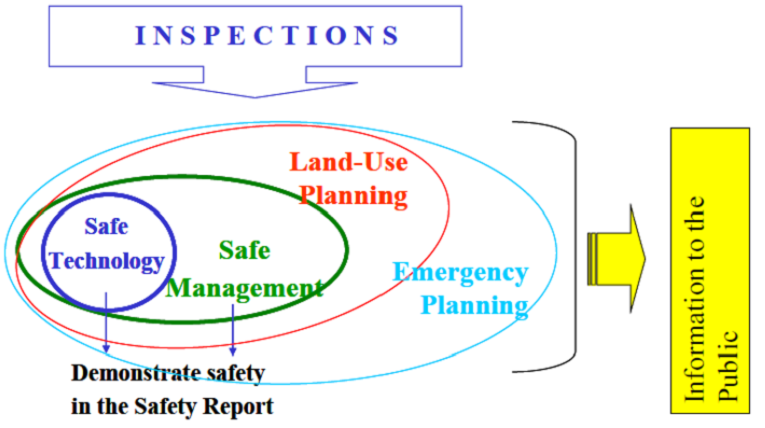 I N S P E C T I O N S
Land-Use
Planning
Safe
Technology
Safe
Management
Emergency
Planning
Demonstrate safety
in the Safety Report
Information to the
Public